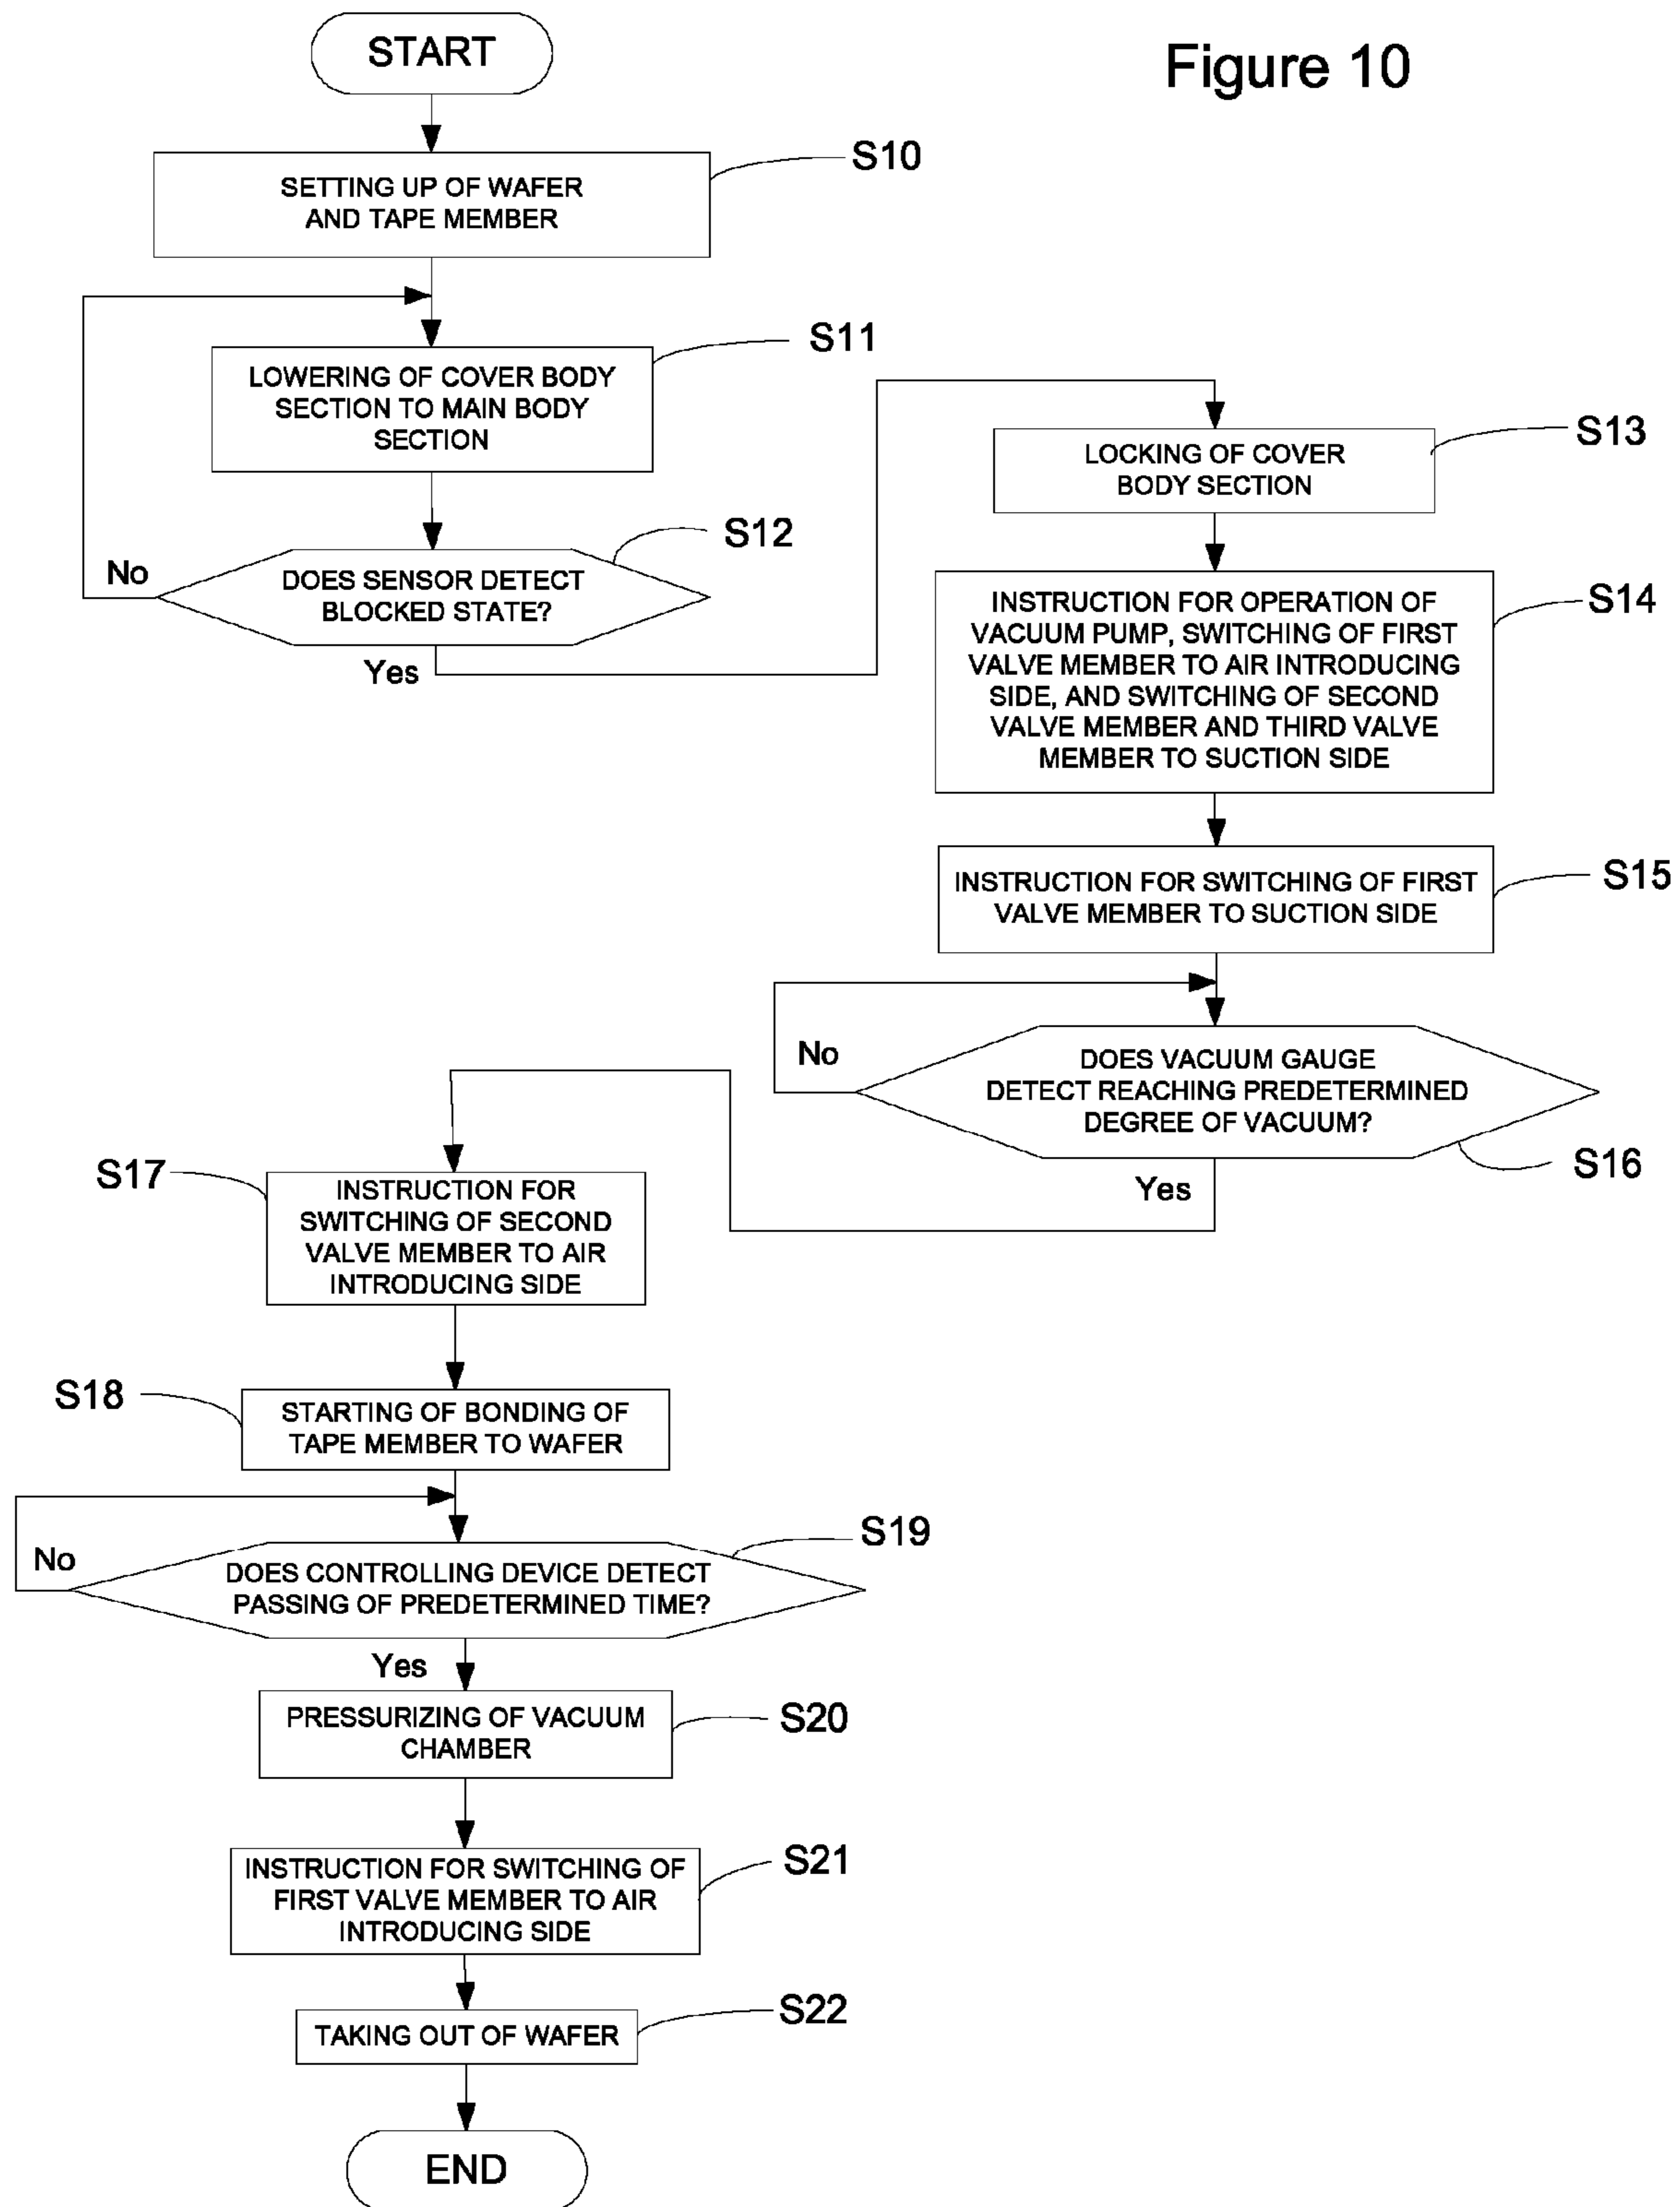 START
Figure 10
SETTING UP OF WAFER
AND TAPE MEMBER
S10
LOWERING OF COVER BODY
SECTION TO MAIN BODY
SECTION
S11
DOES SENSOR DETECT
BLOCKED STATE?
S12
No
Yes
LOCKING OF COVER
BODY SECTION
S13
INSTRUCTION FOR OPERATION OF
VACUUM PUMP, SWITCHING OF FIRST
VALVE MEMBER TO AIR INTRODUCING
SIDE, AND SWITCHING OF SECOND
VALVE MEMBER AND THIRD VALVE
MEMBER TO SUCTION SIDE
S14
INSTRUCTION FOR SWITCHING OF FIRST
VALVE MEMBER TO SUCTION SIDE
S15
No
DOES VACUUM GAUGE
DETECT REACHING PREDETERMINED
DEGREE OF VACUUM?
S16
Yes
S17
INSTRUCTION FOR
SWITCHING OF SECOND
VALVE MEMBER TO AIR
INTRODUCING SIDE
S18
STARTING OF BONDING OF
TAPE MEMBER TO WAFER
No
DOES CONTROLLING DEVICE DETECT
PASSING OF PREDETERMINED TIME?
S19
Yes
PRESSURIZING OF VACUUM
CHAMBER
S20
INSTRUCTION FOR SWITCHING OF
FIRST VALVE MEMBER TO AIR
INTRODUCING SIDE
S21
TAKING OUT OF WAFER
S22
END